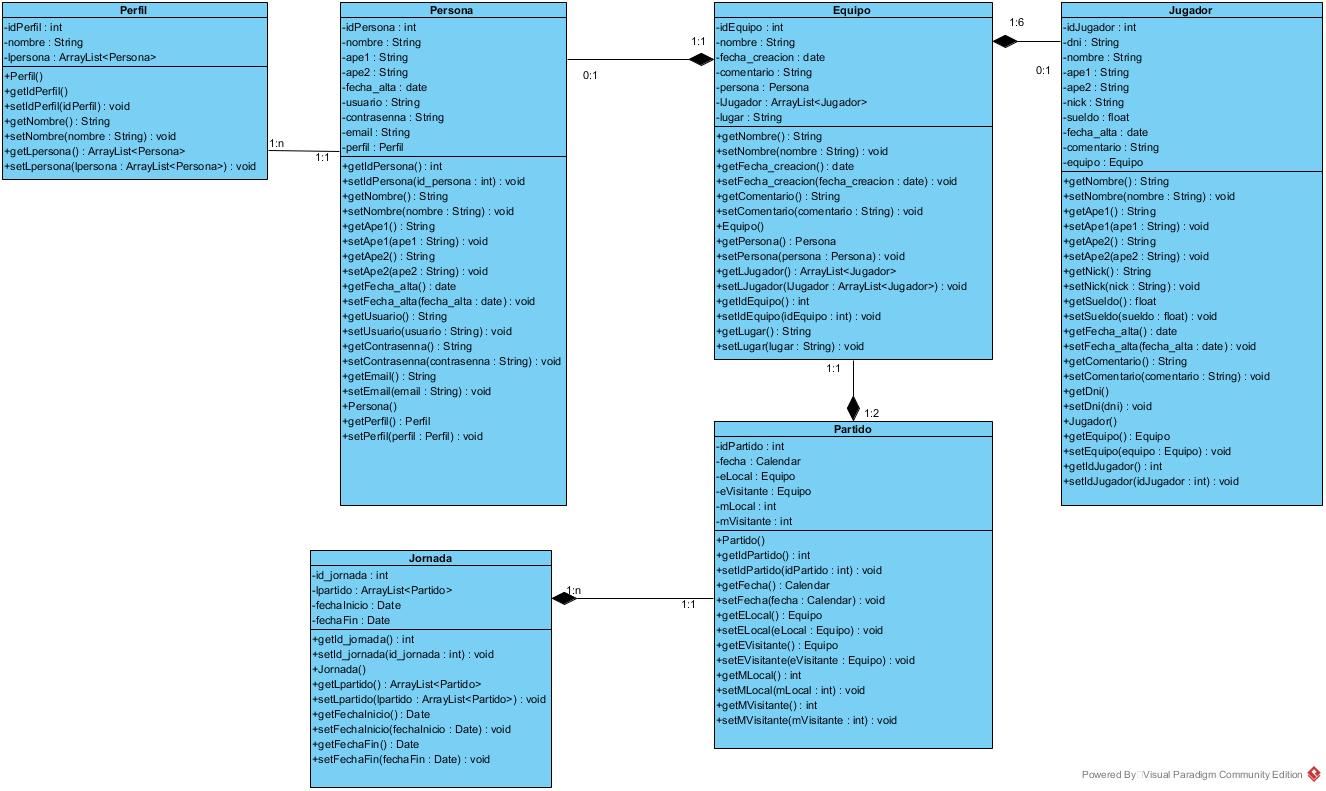 Perfil
-idPerfil : int
-nombre : String
-lpersona : ArrayList<Persona>
+Perfil()
+getIdPerfil()
+setIdPerfil(idPerfil) : void
+getNombre() : String
+setNombre(nombre : String) : void
+getLpersona() : ArrayList<Persona>
+setLpersona(lpersona : ArrayList<Persona>) : void
1:n
1:1
Persona
-idPersona : int
-nombre : String
-ape1 : String
-ape2 : String
-fecha_alta : date
-usuario : String
-contrasenna : String
-email : String
-perfil : Perfil
+getIdPersona() : int
+setIdPersona(id_persona : int) : void
+getNombre() : String
+setNombre(nombre : String) : void
+getApe1() : String
+setApe1(ape1 : String) : void
+getApe2() : String
+setApe2(ape2 : String) : void
+getFecha_alta() : date
+setFecha_alta(fecha_alta : date) : void
+getUsuario() : String
+setUsuario(usuario : String) : void
+getContrasenna() : String
+setContrasenna(contrasenna : String) : void
+getEmail() : String
+setEmail(email : String) : void
+Persona()
+getPerfil() : Perfil
+setPerfil(perfil : Perfil) : void
1:1
0:1
Equipo
-idEquipo : int
-nombre : String
-fecha_creacion : date
-comentario : String
-persona : Persona
-lJugador : ArrayList<Jugador>
-lugar : String
+getNombre() : String
+setNombre(nombre : String) : void
+getFecha_creacion() : date
+setFecha_creacion(fecha_creacion : date) : void
+getComentario() : String
+setComentario(comentario : String) : void
+Equipo()
+getPersona() : Persona
+setPersona(persona : Persona) : void
+getLJugador() : ArrayList<Jugador>
+setLJugador(lJugador : ArrayList<Jugador>) : void
+getIdEquipo() : int
+setIdEquipo(idEquipo : int) : void
+getLugar() : String
+setLugar(lugar : String) : void
1:6
0:1
Jugador
-idJugador : int
-dni : String
-nombre : String
-ape1 : String
-ape2 : String
-nick : String
-sueldo : float
-fecha_alta : date
-comentario : String
-equipo : Equipo
+getNombre() : String
+setNombre(nombre : String) : void
+getApe1() : String
+setApe1(ape1 : String) : void
+getApe2() : String
+setApe2(ape2 : String) : void
+getNick() : String
+setNick(nick : String) : void
+getSueldo() : float
+setSueldo(sueldo : float) : void
+getFecha_alta() : date
+setFecha_alta(fecha_alta : date) : void
+getComentario() : String
+setComentario(comentario : String) : void
+getDni()
+setDni(dni) : void
+Jugador()
+getEquipo() : Equipo
+setEquipo(equipo : Equipo) : void
+getIdJugador() : int
+setIdJugador(idJugador : int) : void
1:1
1:2
Partido
-idPartido : int
-fecha : Calendar
-eLocal : Equipo
-eVisitante : Equipo
-mLocal : int
-mVisitante : int
+Partido()
+getIdPartido() : int
+setIdPartido(idPartido : int) : void
+getFecha() : Calendar
+setFecha(fecha : Calendar) : void
+getELocal() : Equipo
+setELocal(eLocal : Equipo) : void
+getEVisitante() : Equipo
+setEVisitante(eVisitante : Equipo) : void
+getMLocal() : int
+setMLocal(mLocal : int) : void
+getMVisitante() : int
+setMVisitante(mVisitante : int) : void
Jornada
-id_jornada : int
-lpartido : ArrayList<Partido>
-fechaInicio : Date
-fechaFin : Date
+getId_jornada() : int
+setId_jornada(id_jornada : int) : void
+Jornada()
+getLpartido() : ArrayList<Partido>
+setLpartido(lpartido : ArrayList<Partido>) : void
+getFechaInicio() : Date
+setFechaInicio(fechaInicio : Date) : void
+getFechaFin() : Date
+setFechaFin(fechaFin : Date) : void
1:n
1:1
Powered By Visual Paradigm Community Edition